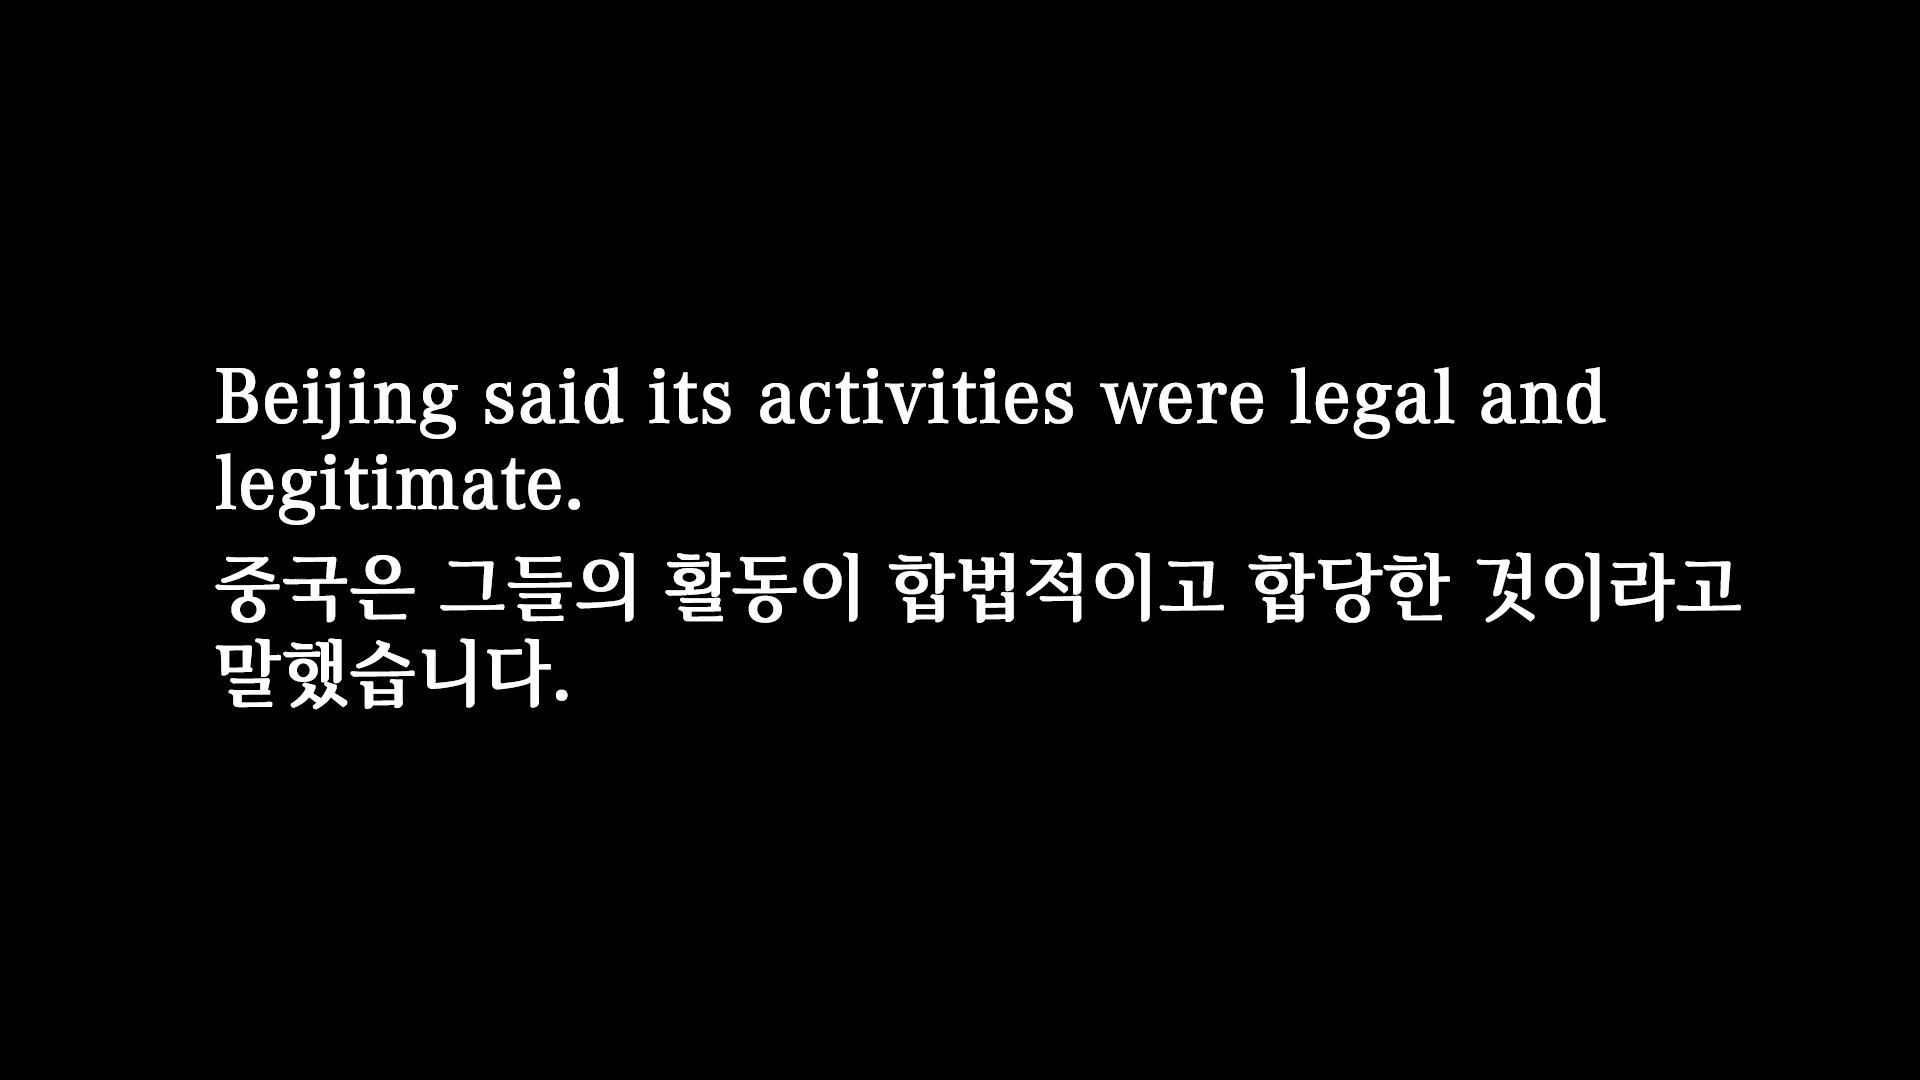 Beijing said its activities were legal and
legitimate.
중국은 그들의 활동이 합법적이고 합당한 것이라고
말했습니다.